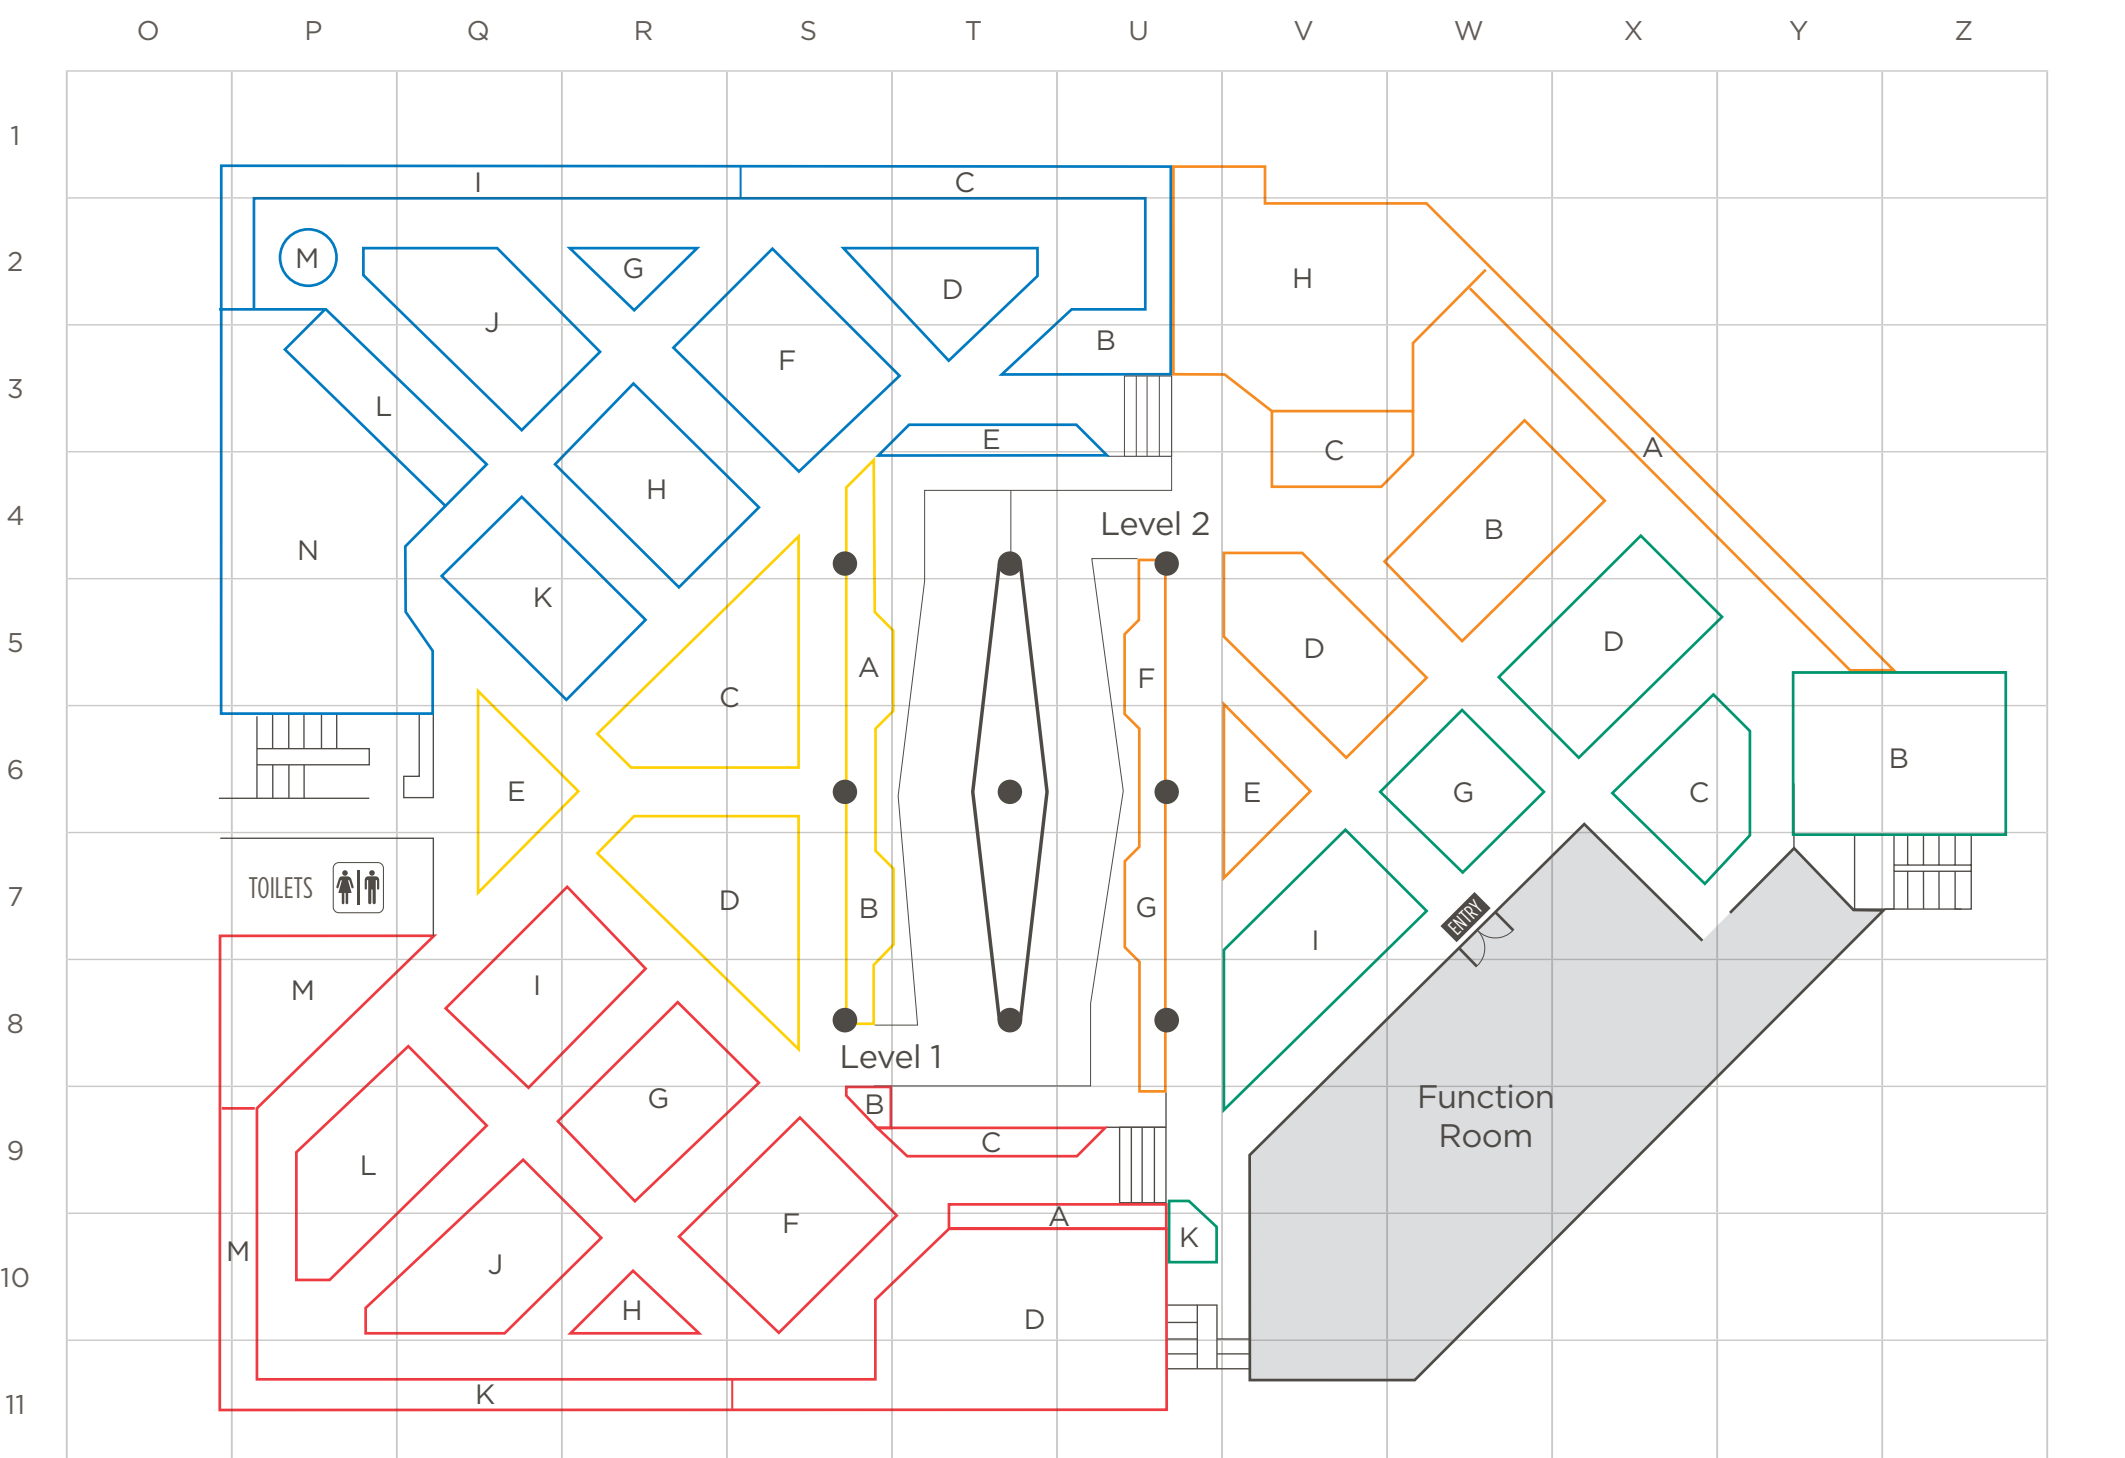 O P Q R S T U V W X Y Z
1
I C
2
M G D H
J
3
B
F
L
E A
C
4
H
Level 2
B
N
5
K
D D
A F
C
6
B
E E G C
7
TOILETS
D B G
ENTRY
I
8
I
M
Level 1
Function
Room
G B
9
C
L
A
F K
10
M
J
H D
11
K